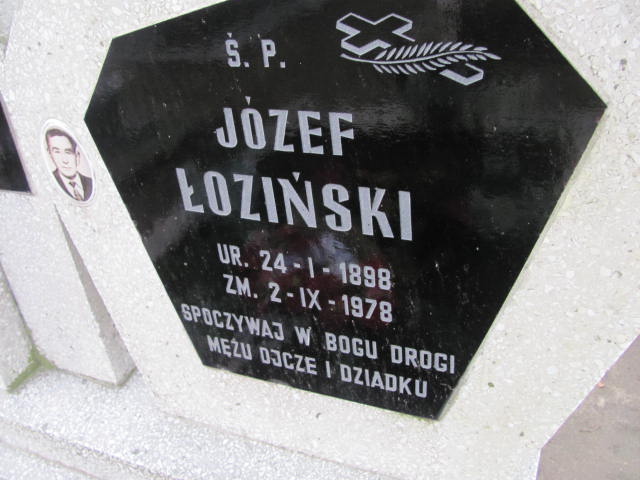 Ś. P.
JÓZEF
ŁOZIŃSKI
UR. 24-I-1898
ZM. 2-IX-1978
SPOCZYWAJ W BOGU DROGI
MĘŻU OJCZE I DZIADKU